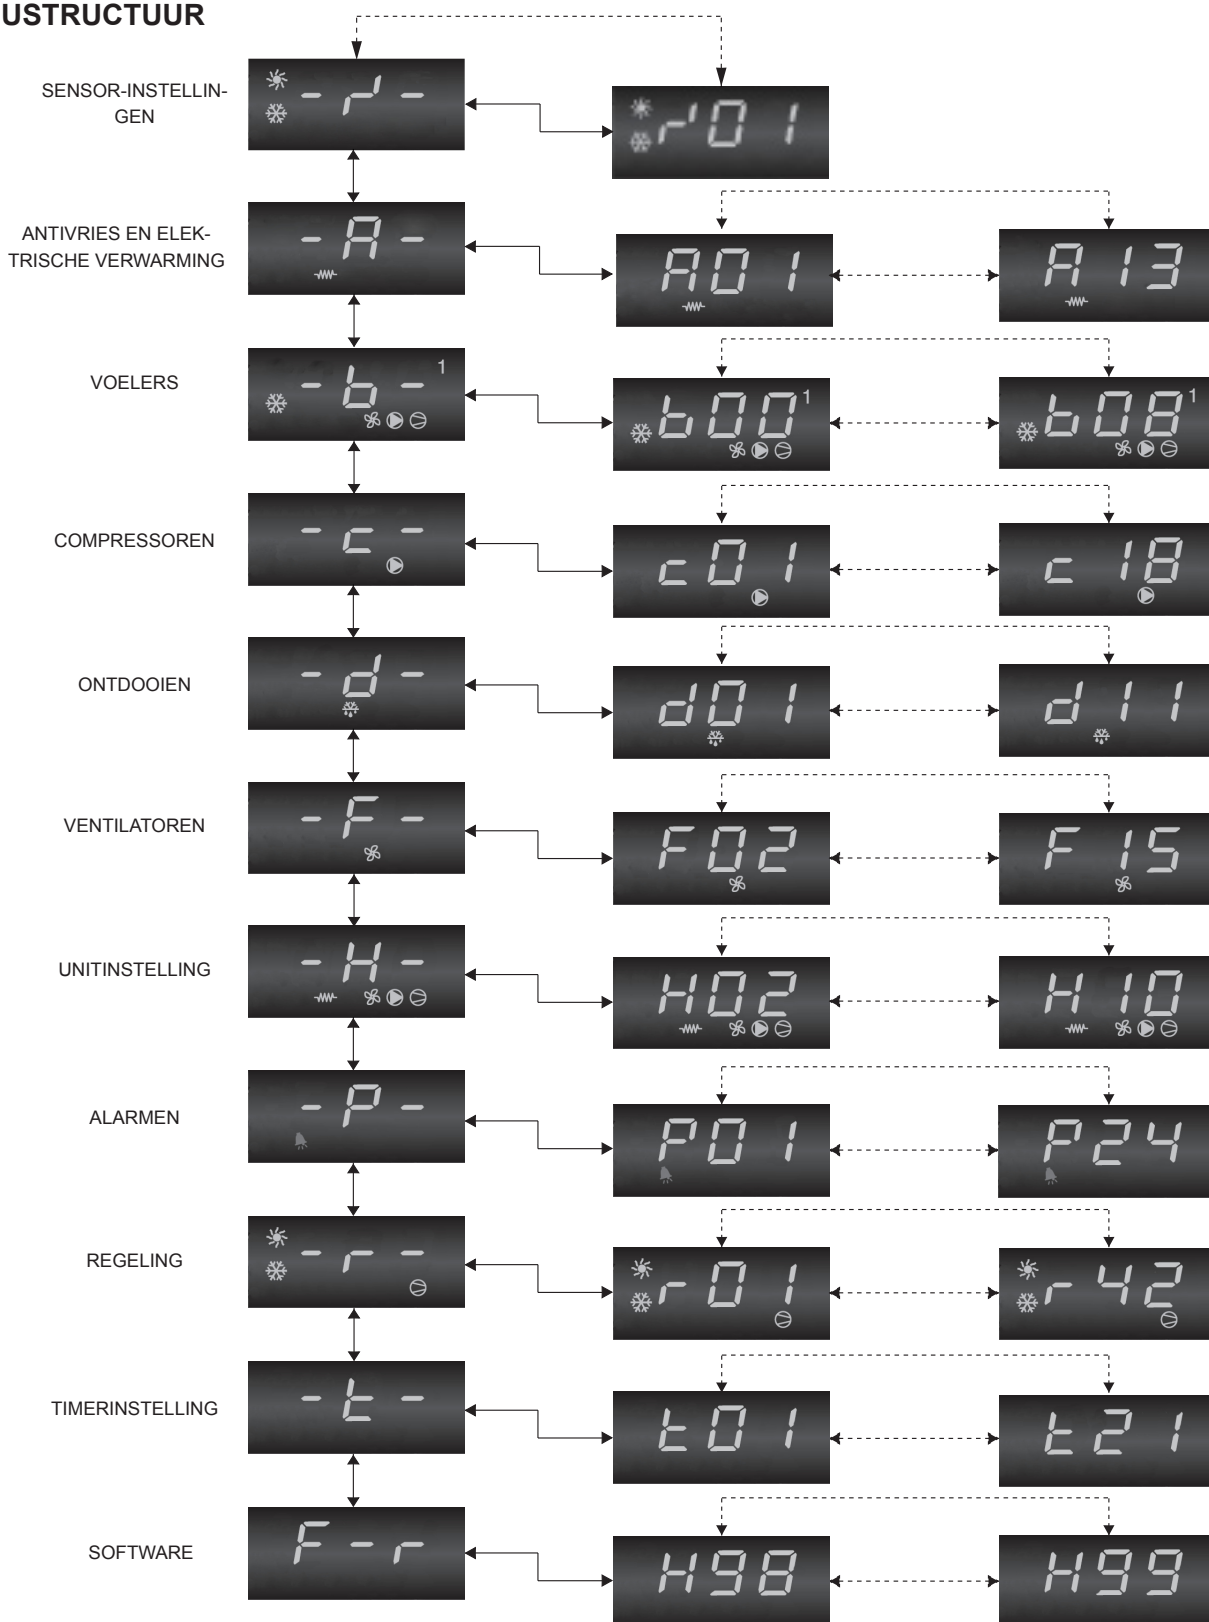 USTRUCTUUR
SENSOR-INSTELLIN-
GEN
-r'-
r'01
ANTIVRIES EN ELEK-
TRISCHE VERWARMING
-A-
A01
A13
VOELERS
-b- 1
b00 1
b08 1
COMPRESSOREN
-c-
c01
c18
ONTDOOIEN
-d-
d01
d11
VENTILATOREN
-F-
F02
F15
UNITINSTELLING
-H-
H02
H10
ALARMEN
-P-
P01
P24
REGELING
-r-
r01
r42
TIMERINSTELLING
-t-
t01
t21
SOFTWARE
F-r
H98
H99